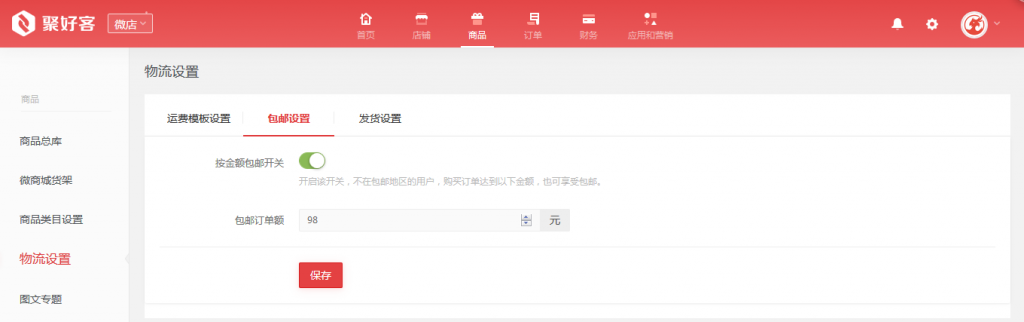 聚好客
微店
首页
店铺
商品
订单
财务
应用和营销
商品
商品总库
微商城货架
商品类目设置
物流设置
图文专题
物流设置
运费模板设置
包邮设置
发货设置
按金额包邮开关
开启该开关，不在包邮地区的用户，购买订单达到以下金额，也可享受包邮。
包邮订单额
98
元
保存